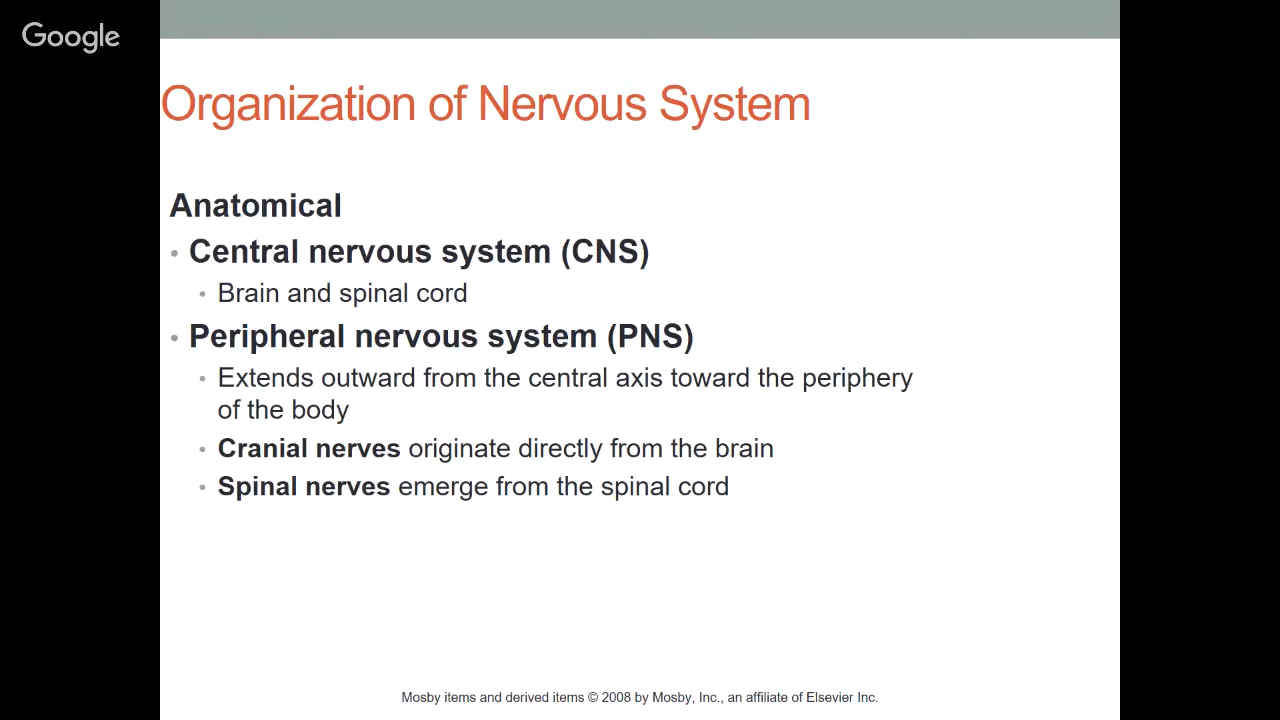 Google
Organization of Nervous System
Anatomical
• Central nervous system (CNS)
• Brain and spinal cord
• Peripheral nervous system (PNS)
• Extends outward from the central axis toward the periphery
of the body
• Cranial nerves originate directly from the brain
• Spinal nerves emerge from the spinal cord
Mosby items and derived items © 2008 by Mosby, Inc., an affiliate of Elsevier Inc.